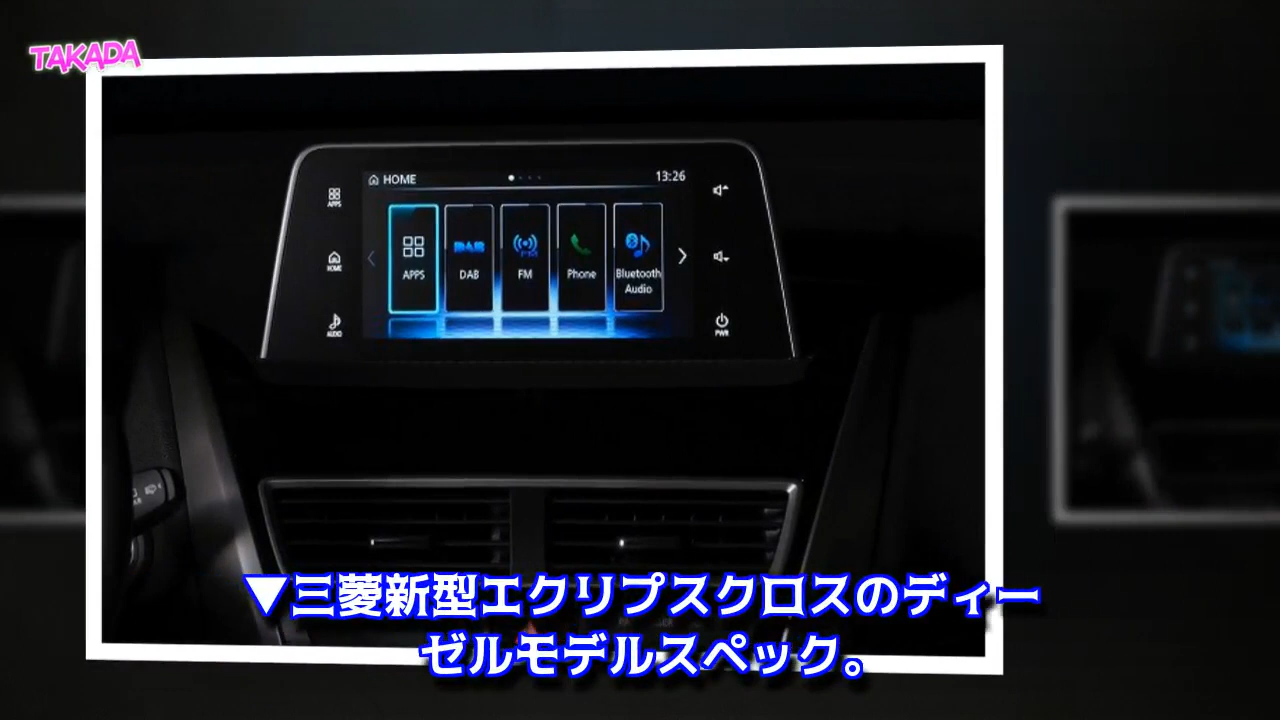 TAKADA
HOME
13:26
APPS
HOME
AUDIO
APPS
DAB
DAB
FM
FM
Phone
Bluetooth
Audio
PWR
▼三菱新型エクリプスクロスのディー
ゼルモデルスペック。